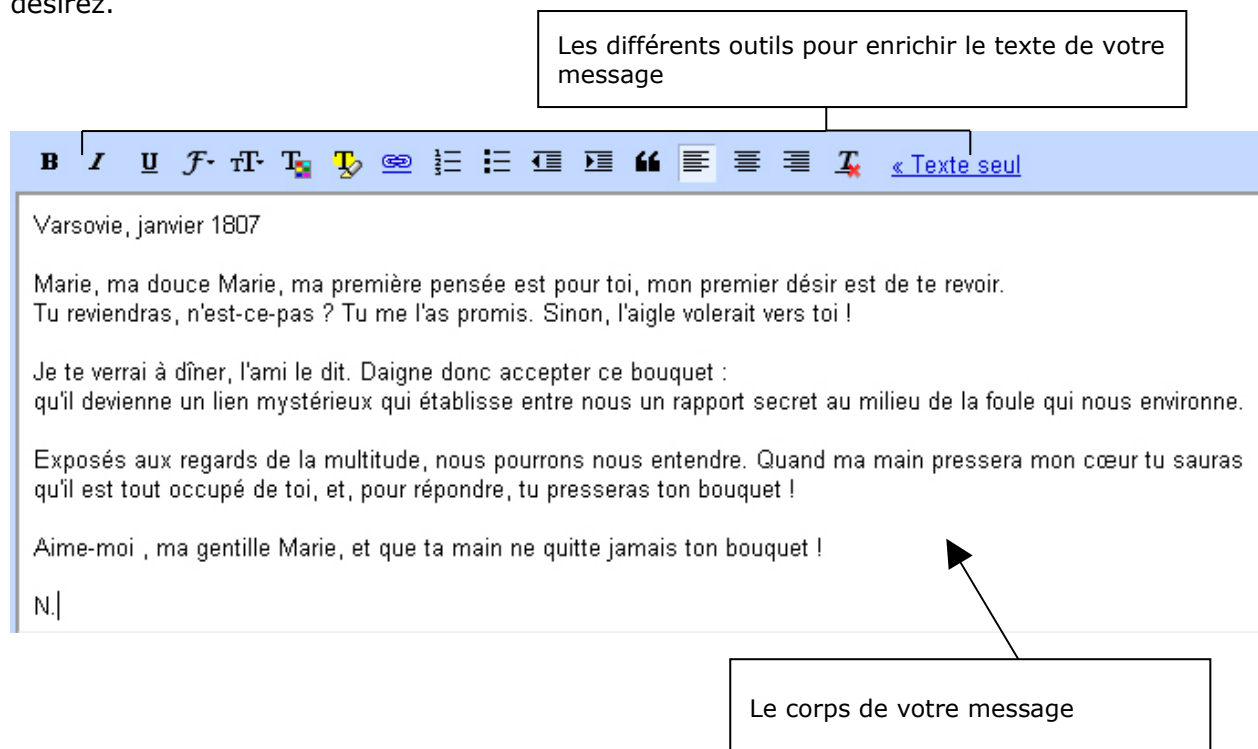 désirez.
Les différents outils pour enrichir le texte de votre
message
B I U F T T T « Texte seul
Varsovie, janvier 1807
Marie, ma douce Marie, ma première pensée est pour toi, mon premier désir est de te revoir.
Tu reviendras, n'est-ce-pas ? Tu me l'as promis. Sinon, l'aigle volerait vers toi !
Je te verrai à dîner, l'ami le dit. Daigne donc accepter ce bouquet :
qu'il devienne un lien mystérieux qui établisse entre nous un rapport secret au milieu de la foule qui nous environne.
Exposés aux regards de la multitude, nous pourrons nous entendre. Quand ma main pressera mon cœur tu sauras
qu'il est tout occupé de toi, et, pour répondre, tu presseras ton bouquet !
Aime-moi , ma gentille Marie, et que ta main ne quitte jamais ton bouquet !
N.
Le corps de votre message